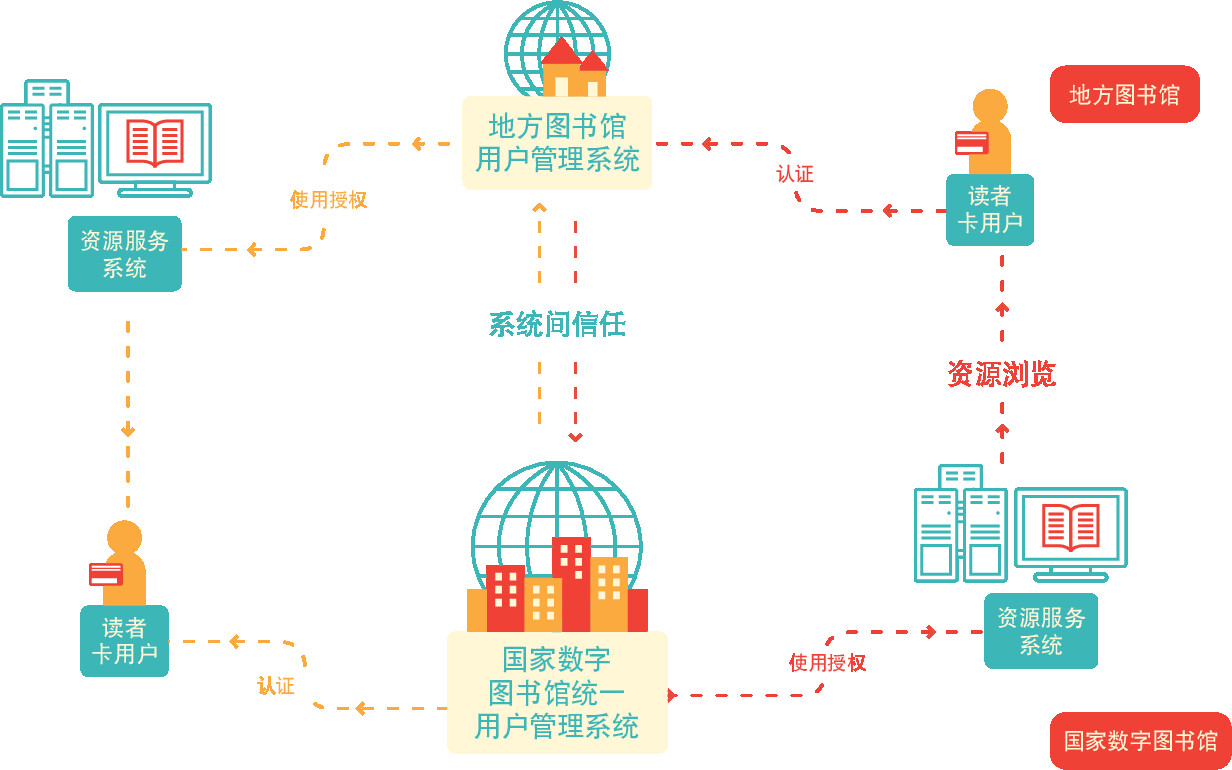 地方图书馆
用户管理系统
地方图书馆
认证
使用授权
读者
卡用户
资源服务
系统
系统间信任
资源浏览
读者
卡用户
认证
国家数字
图书馆统一
用户管理系统
使用授权
资源服务
系统
国家数字图书馆